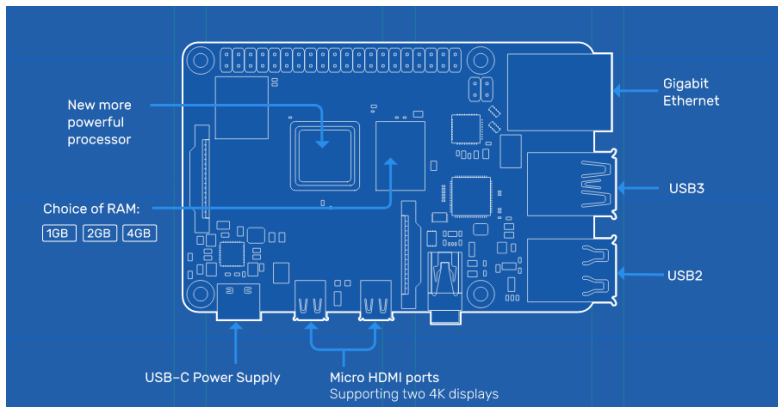 New more
powerful
processor
Gigabit
Ethernet
USB3
Choice of RAM:
1GB 2GB 4GB
USB2
USB-C Power Supply
Micro HDMI ports
Supporting two 4K displays